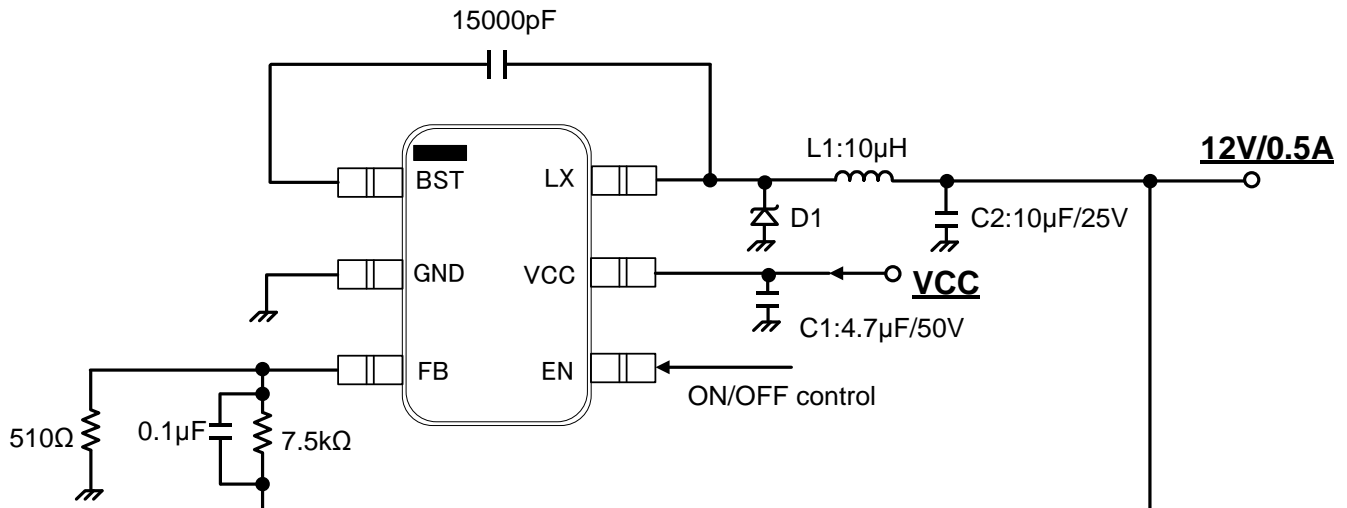 15000pF
L1:10µH
12V/0.5A
BST
LX
D1
C2:10µF/25V
GND
VCC
VCC
C1:4.7µF/50V
FB
EN
ON/OFF control
510Ω
0.1µF
7.5kΩ